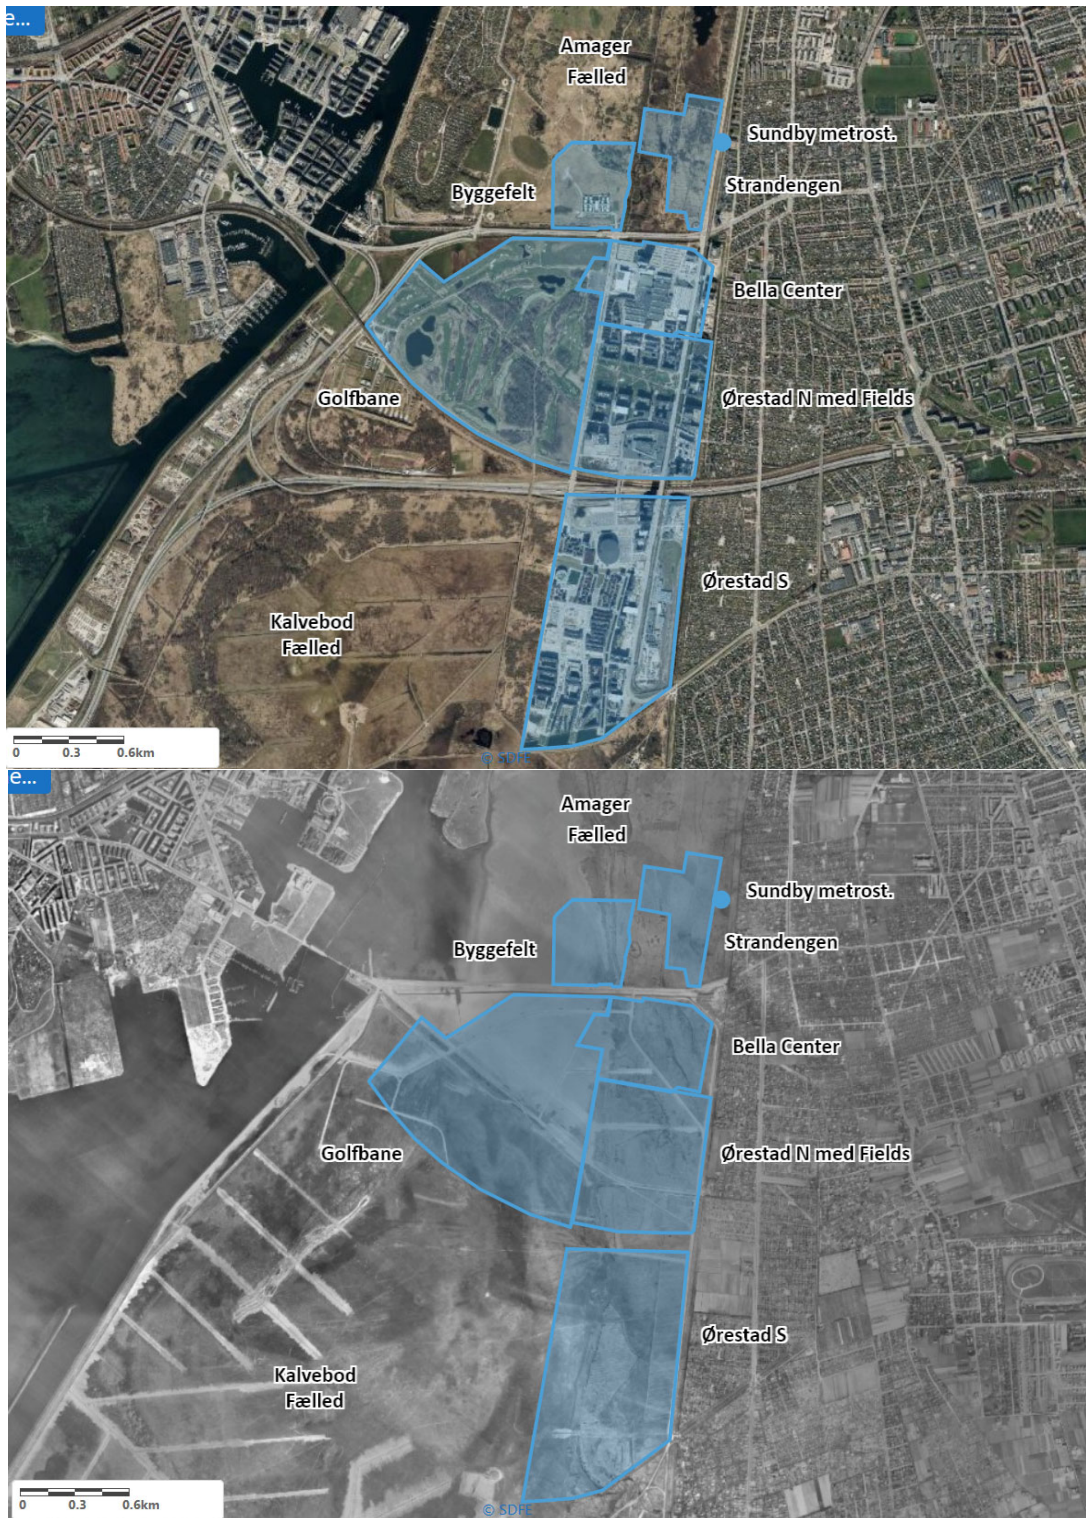 e...
Amager
Fælled
Sundby metrost.
Byggefelt
Strandengen
Bella Center
Golfbane
Ørestad N med Fields
Ørestad S
Kalvebod
Fælled
0 0.3 0.6km
© SDFE
e...
Amager
Fælled
Sundby metrost.
Byggefelt
Strandengen
Bella Center
Golfbane
Ørestad N med Fields
Ørestad S
Kalvebod
Fælled
0 0.3 0.6km
© SDFE